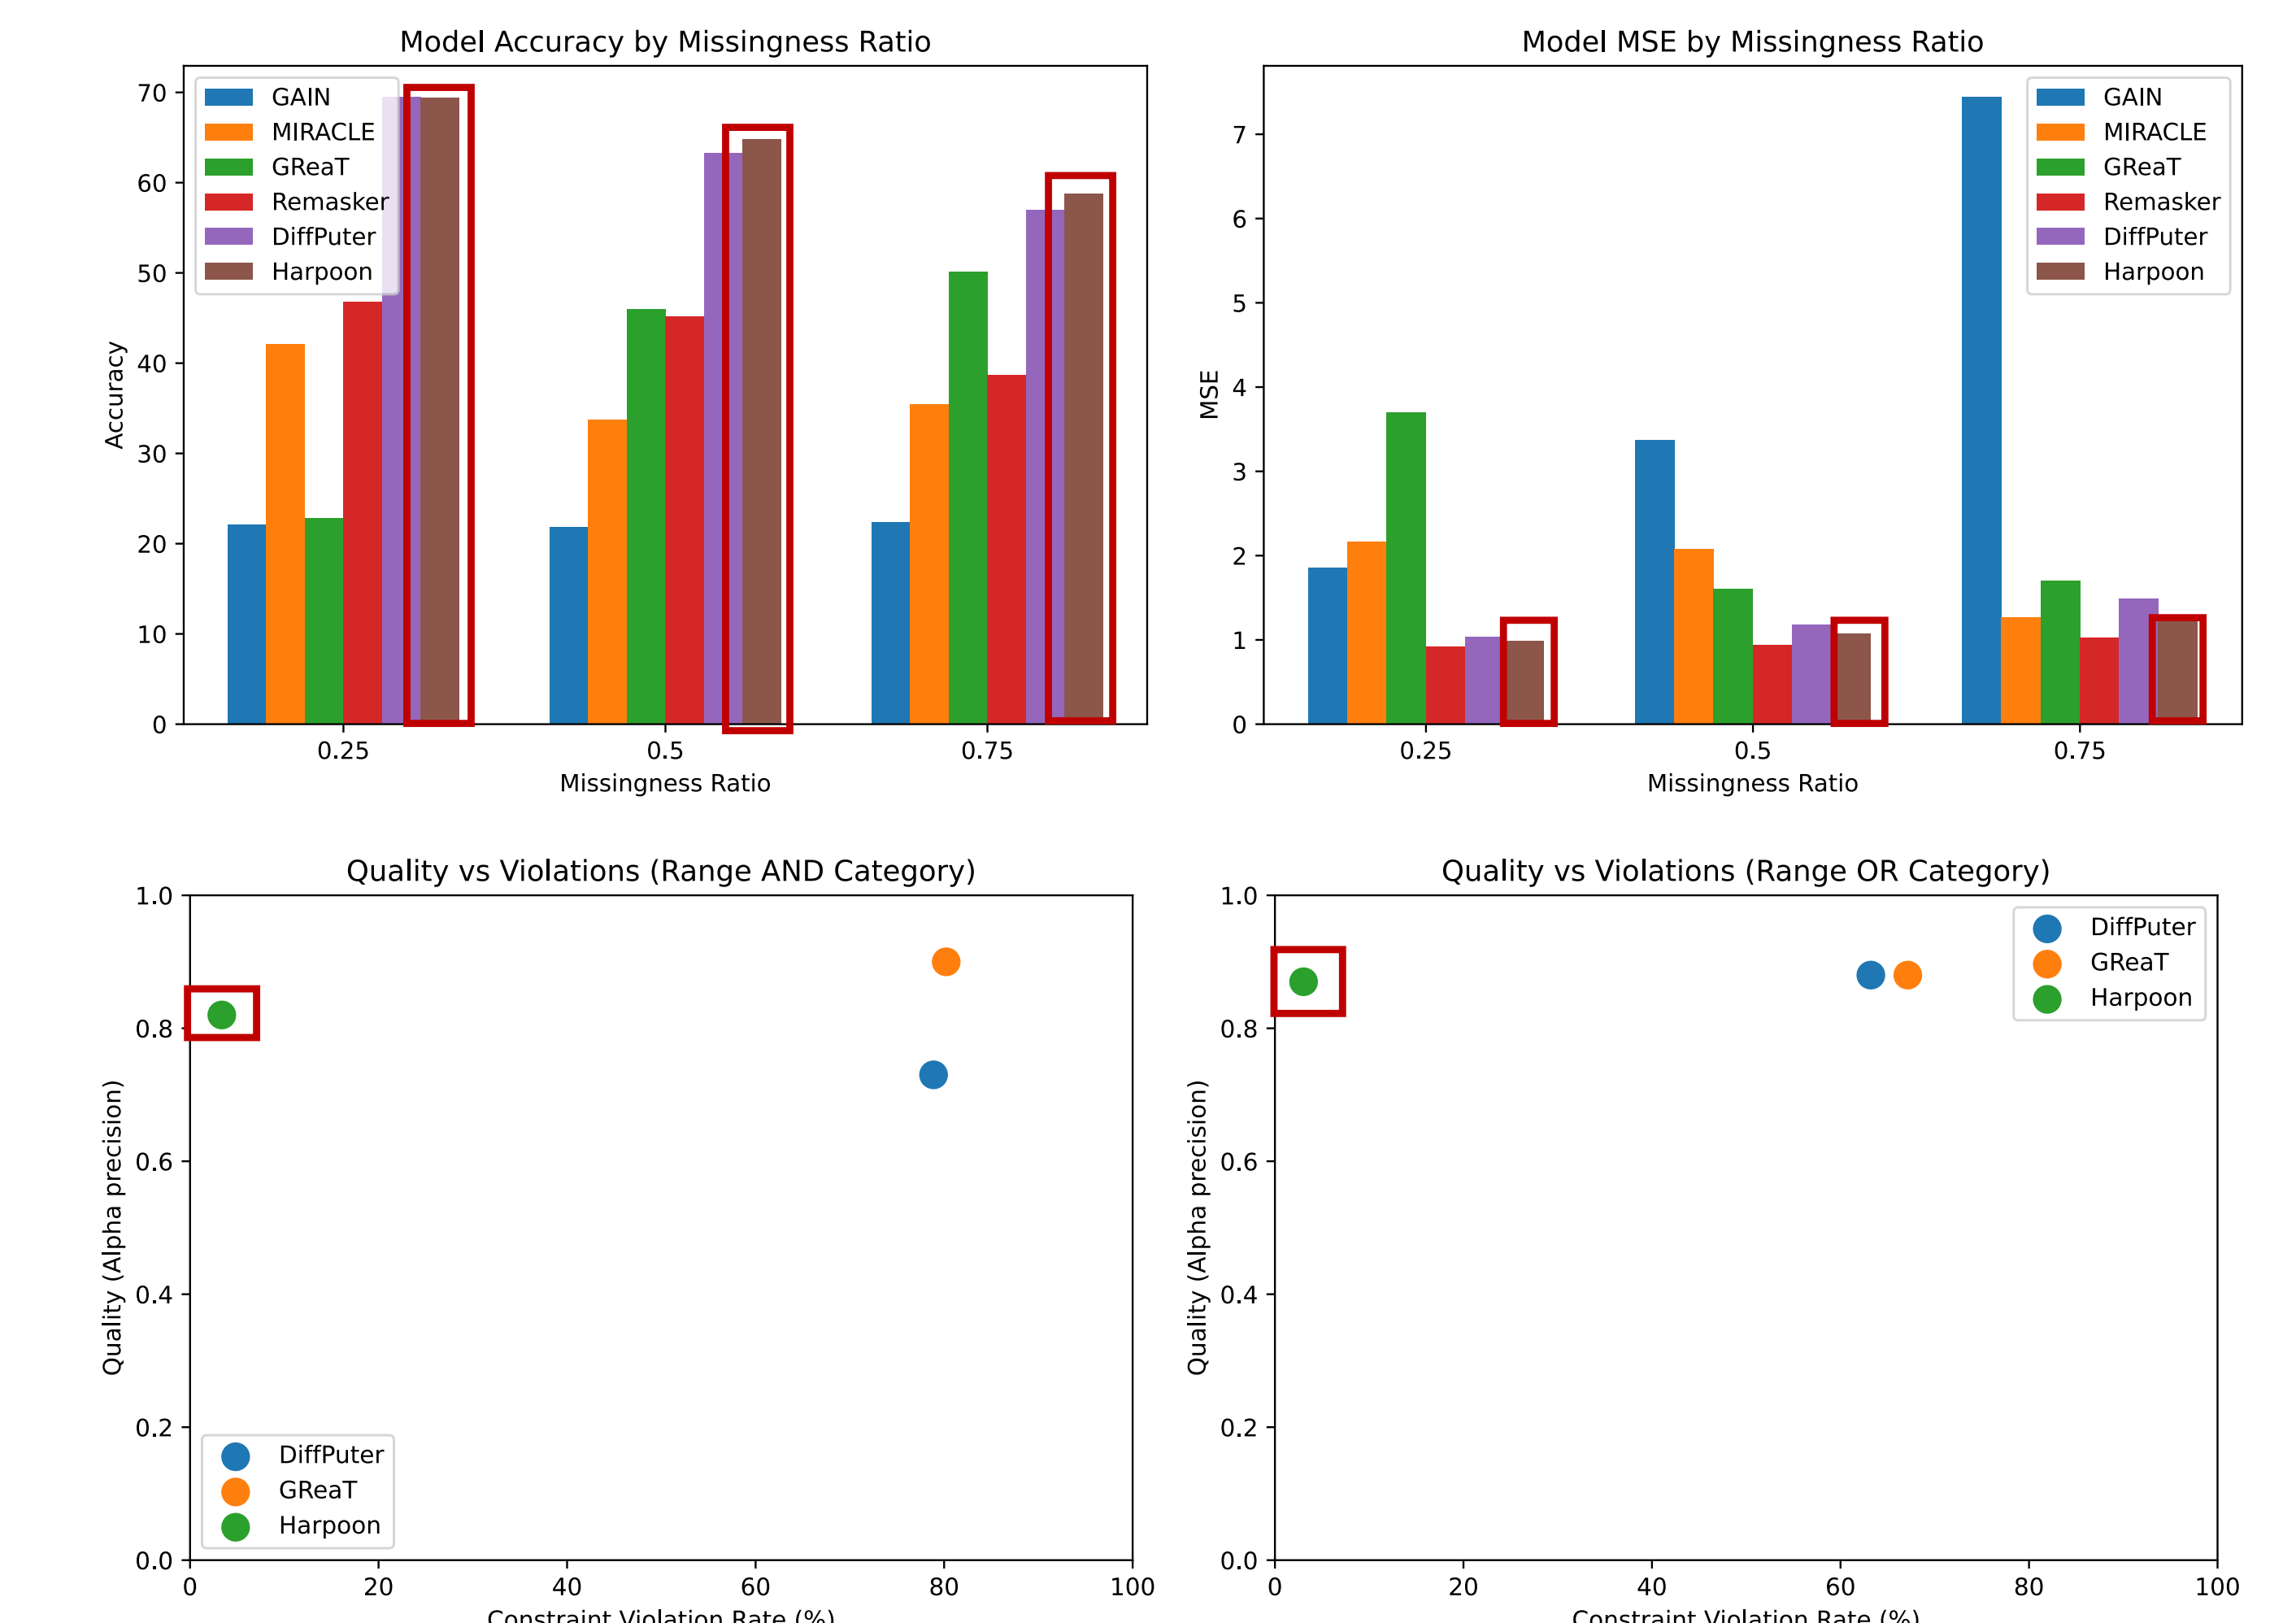 Model Accuracy by Missingness Ratio
70
60
50
40
30
20
10
0
Accuracy
GAIN
MIRACLE
GReaT
Remasker
DiffPuter
Harpoon
0.25
0.5
0.75
Missingness Ratio
Model MSE by Missingness Ratio
7
6
5
4
3
2
1
0
MSE
GAIN
MIRACLE
GReaT
Remasker
DiffPuter
Harpoon
0.25
0.5
0.75
Missingness Ratio
Quality vs Violations (Range AND Category)
1.0
0.8
0.6
0.4
0.2
0.0
Quality (Alpha precision)
DiffPuter
GReaT
Harpoon
0
20
40
60
80
100
Constraint Violation Rate (%)
Quality vs Violations (Range OR Category)
1.0
0.8
0.6
0.4
0.2
0.0
Quality (Alpha precision)
DiffPuter
GReaT
Harpoon
0
20
40
60
80
100
Constraint Violation Rate (%)